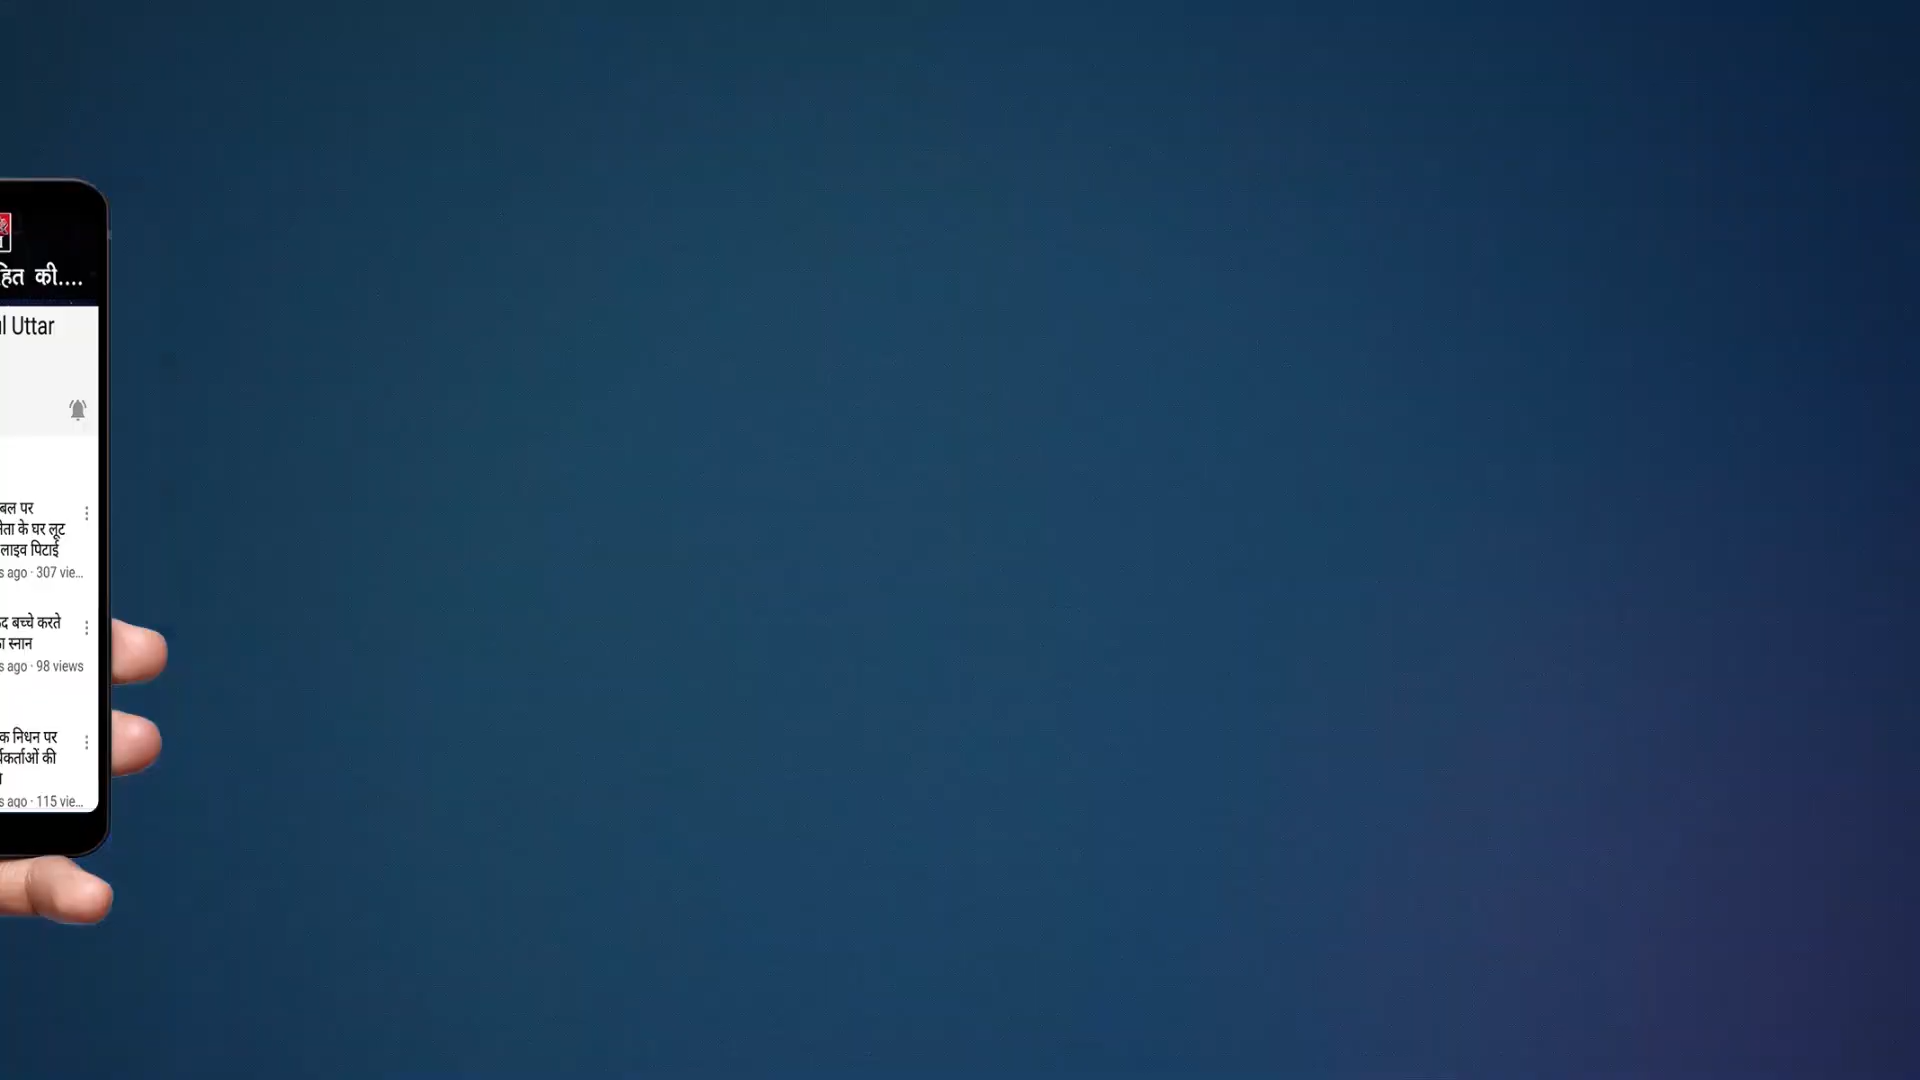 हित की....
l Uttar
बल पर
के घर लूट
लाइव पिटाई
s ago · 307 vie...
बच्चे करते
स्नान
s ago · 98 views
क निधन पर
की
s ago · 115 vie...